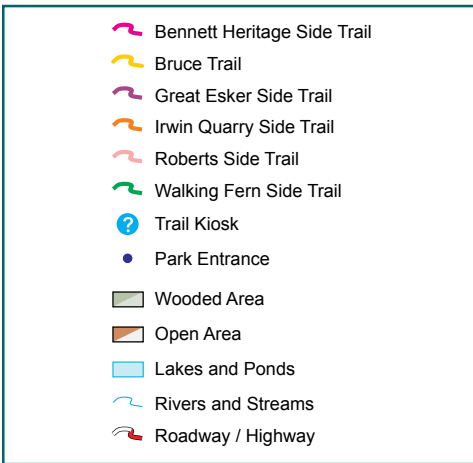 Bennett Heritage Side Trail
Bruce Trail
Great Esker Side Trail
Irwin Quarry Side Trail
Roberts Side Trail
Walking Fern Side Trail
? Trail Kiosk
Park Entrance
Wooded Area
Open Area
Lakes and Ponds
Rivers and Streams
Roadway / Highway